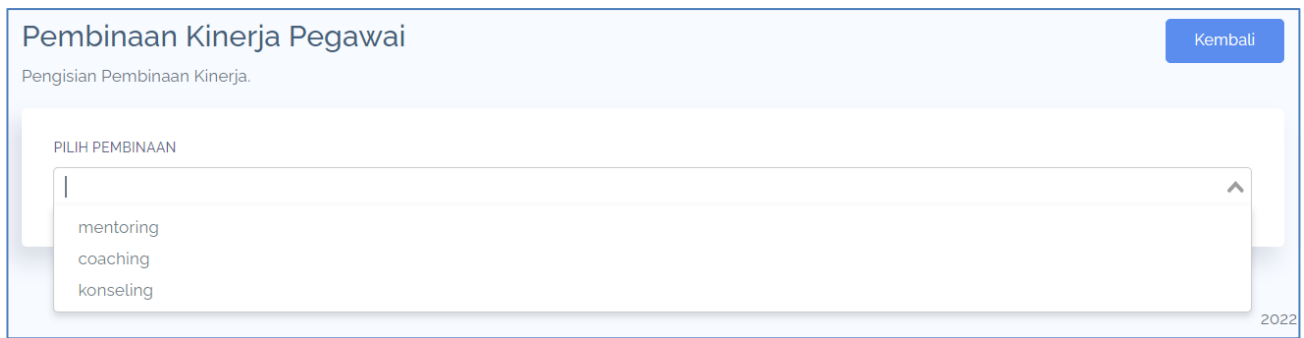 Pembinaan Kinerja Pegawai
Kembali
Pengisian Pembinaan Kinerja.
PILIH PEMBINAAN
mentoring
coaching
konseling
2022